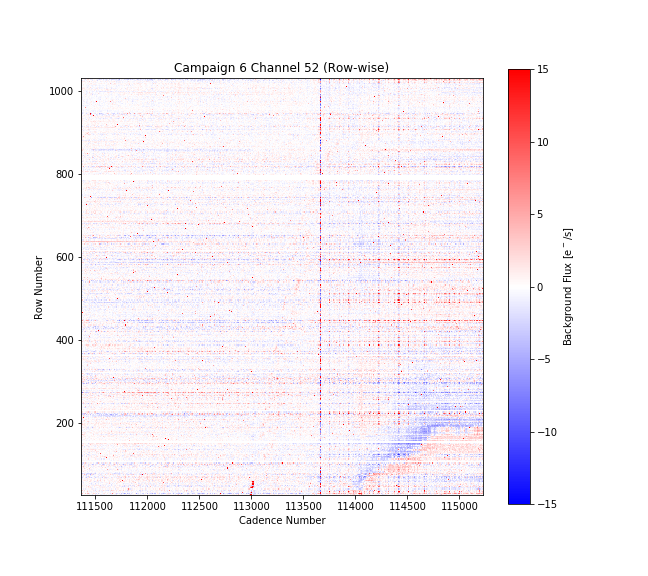 Campaign 6 Channel 52 (Row-wise)
1000
800
600
400
200
Row Number
111500 112000 112500 113000 113500 114000 114500 115000
Cadence Number
15
10
5
0
−5
−10
−15
Background Flux [e⁻/s]